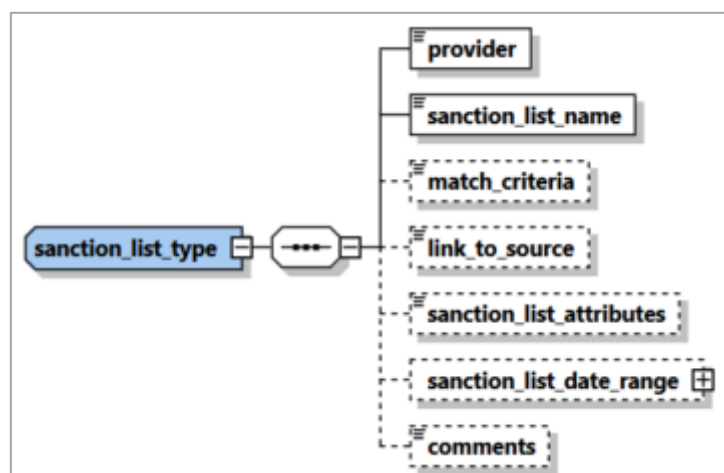 provider
sanction_list_name
match_criteria
sanction_list_type
link_to_source
sanction_list_attributes
sanction_list_date_range
comments